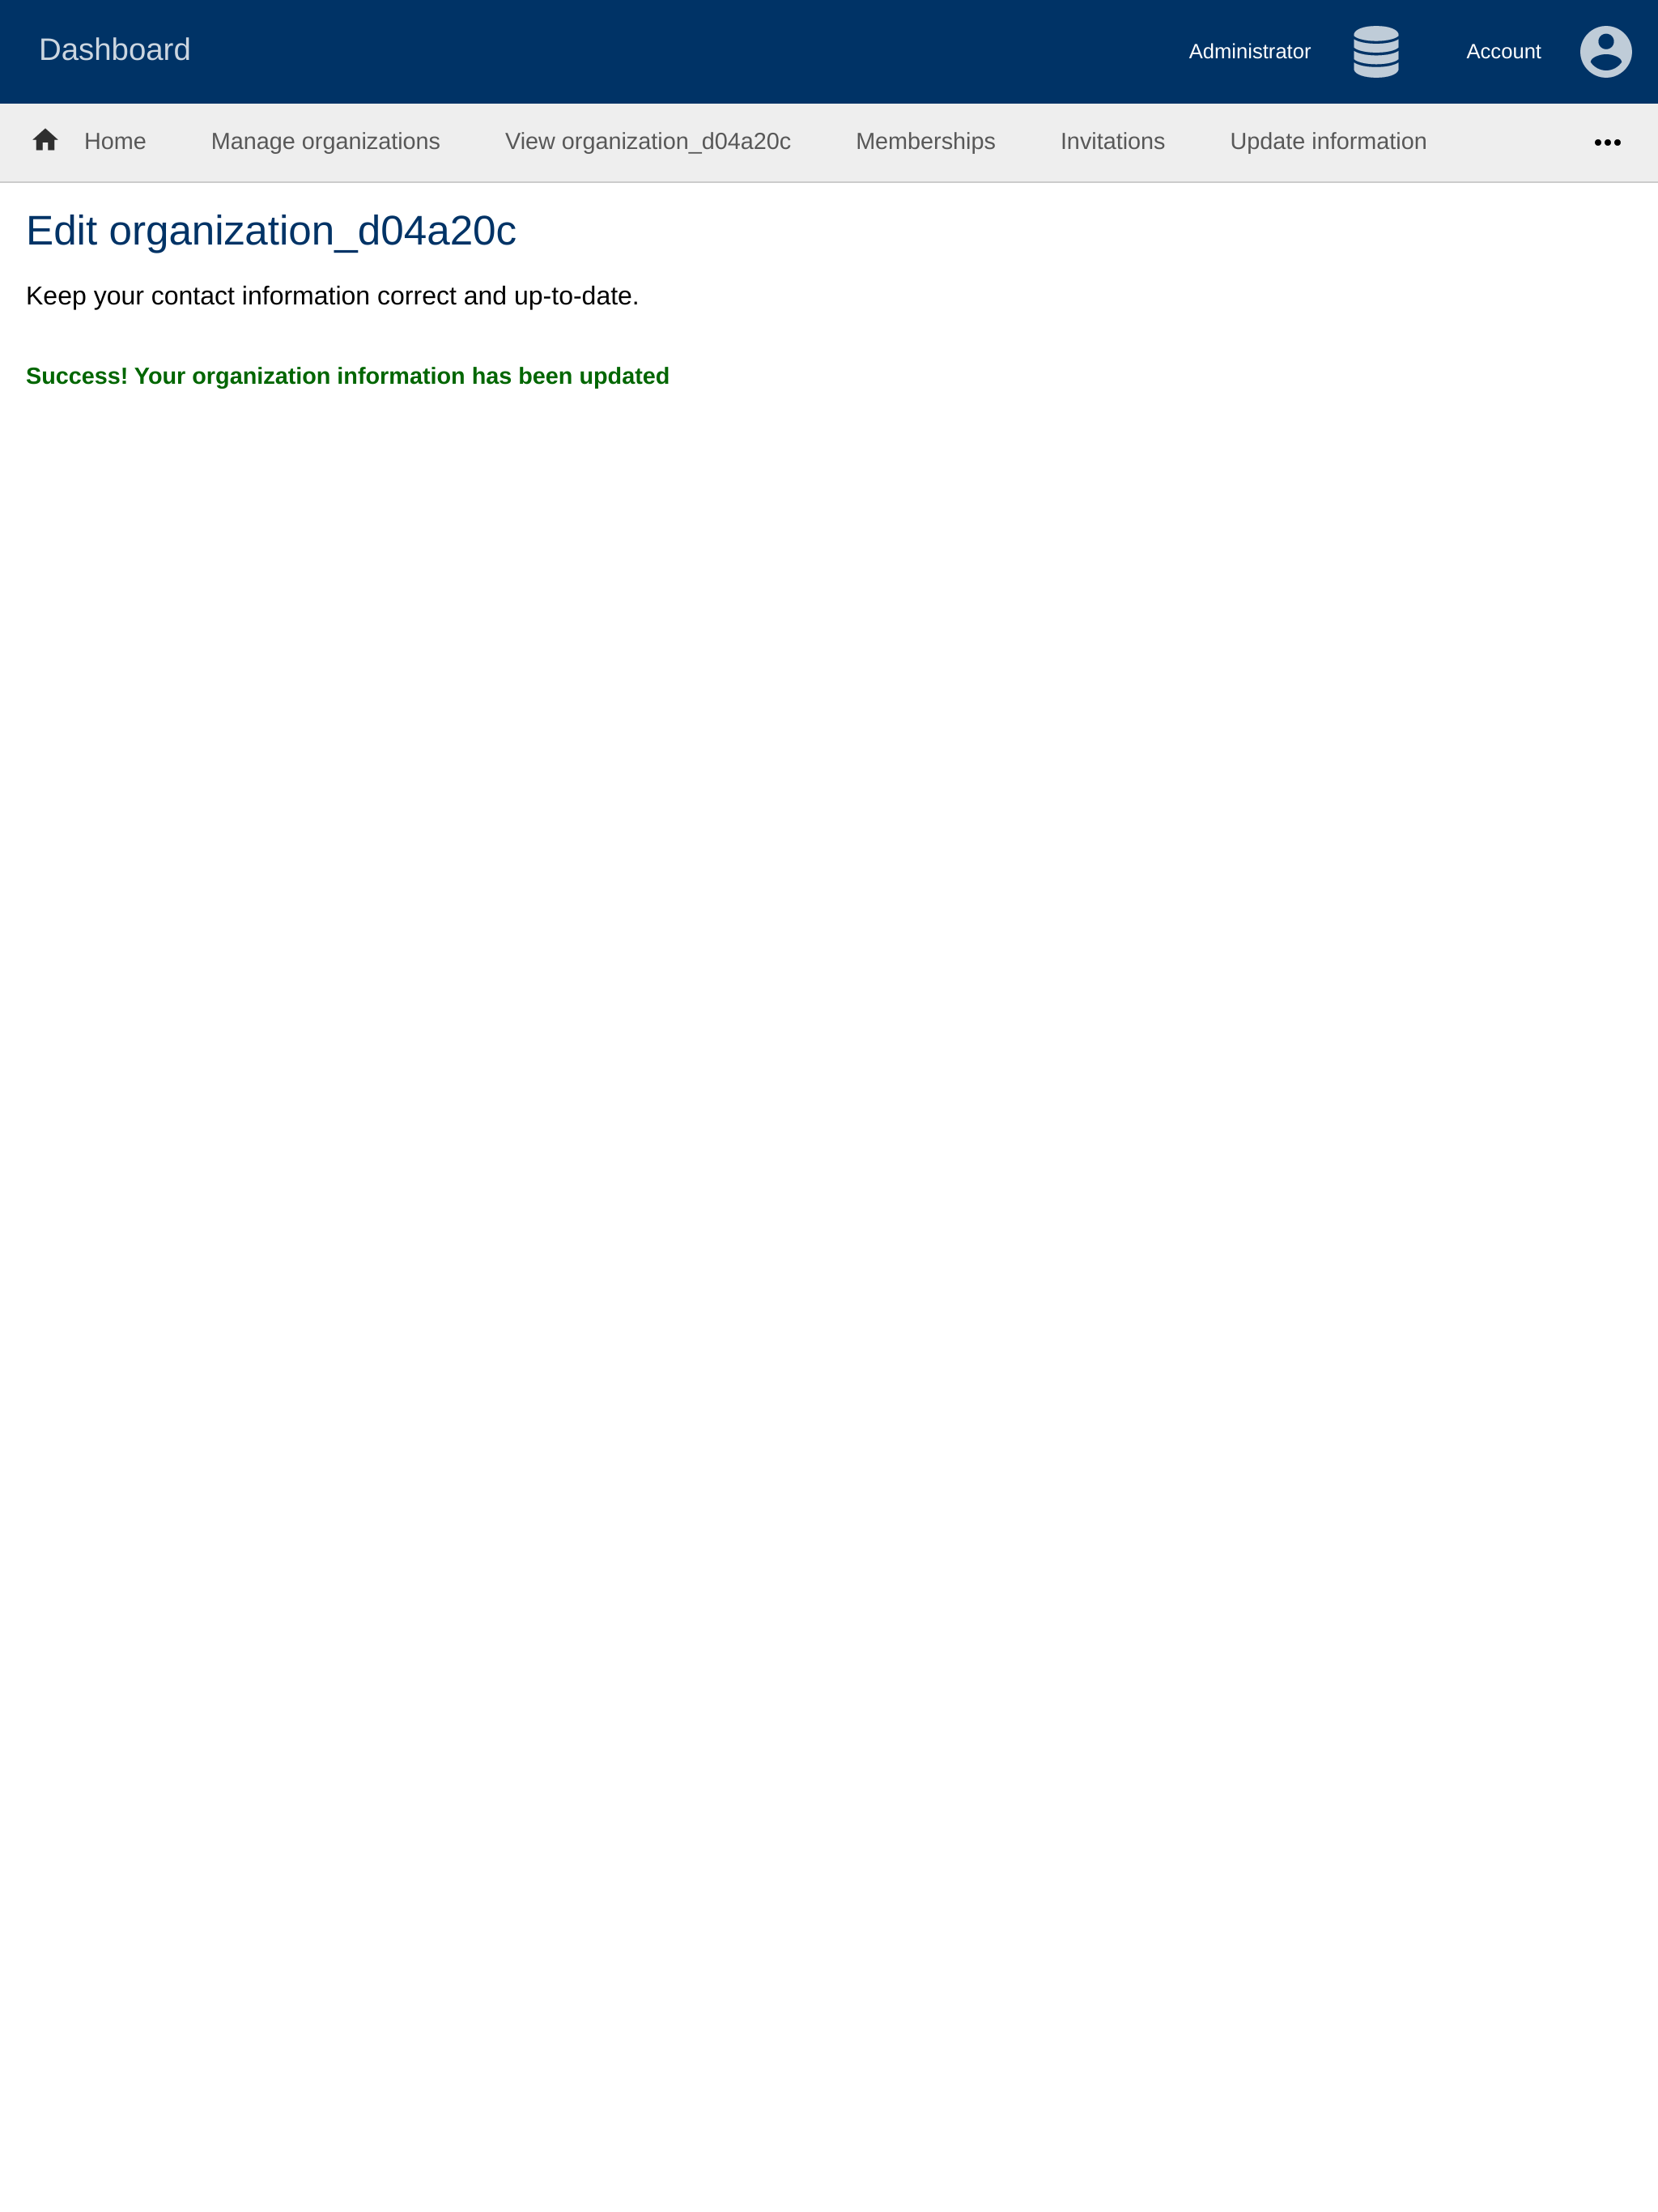 Dashboard
Administrator
Account
Home
Manage organizations
View organization_d04a20c
Memberships
Invitations
Update information
Edit organization_d04a20c
Keep your contact information correct and up-to-date.
Success! Your organization information has been updated